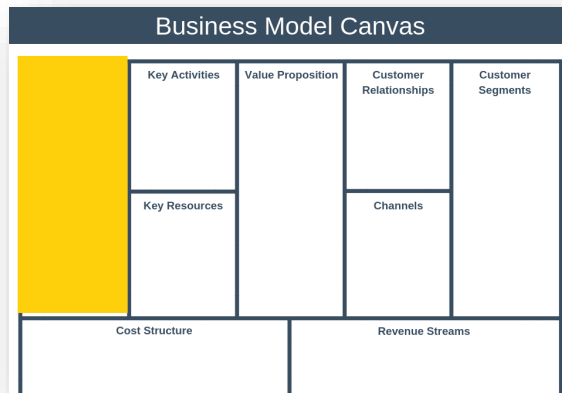 Business Model Canvas
Key Activities
Key Resources
Value Proposition
Customer
Relationships
Channels
Customer
Segments
Cost Structure
Revenue Streams